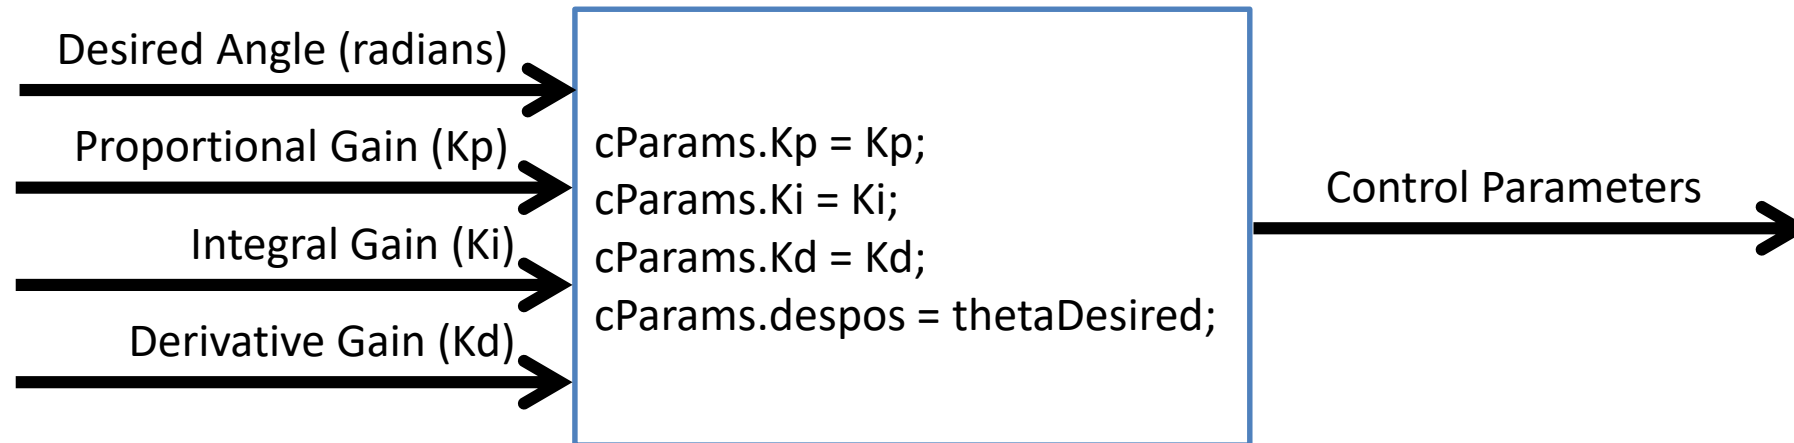 Desired Angle (radians)
Proportional Gain (Kp)
Integral Gain (Ki)
Derivative Gain (Kd)
cParams.Kp = Kp;
cParams.Ki = Ki;
cParams.Kd = Kd;
cParams.despos = thetaDesired;
Control Parameters